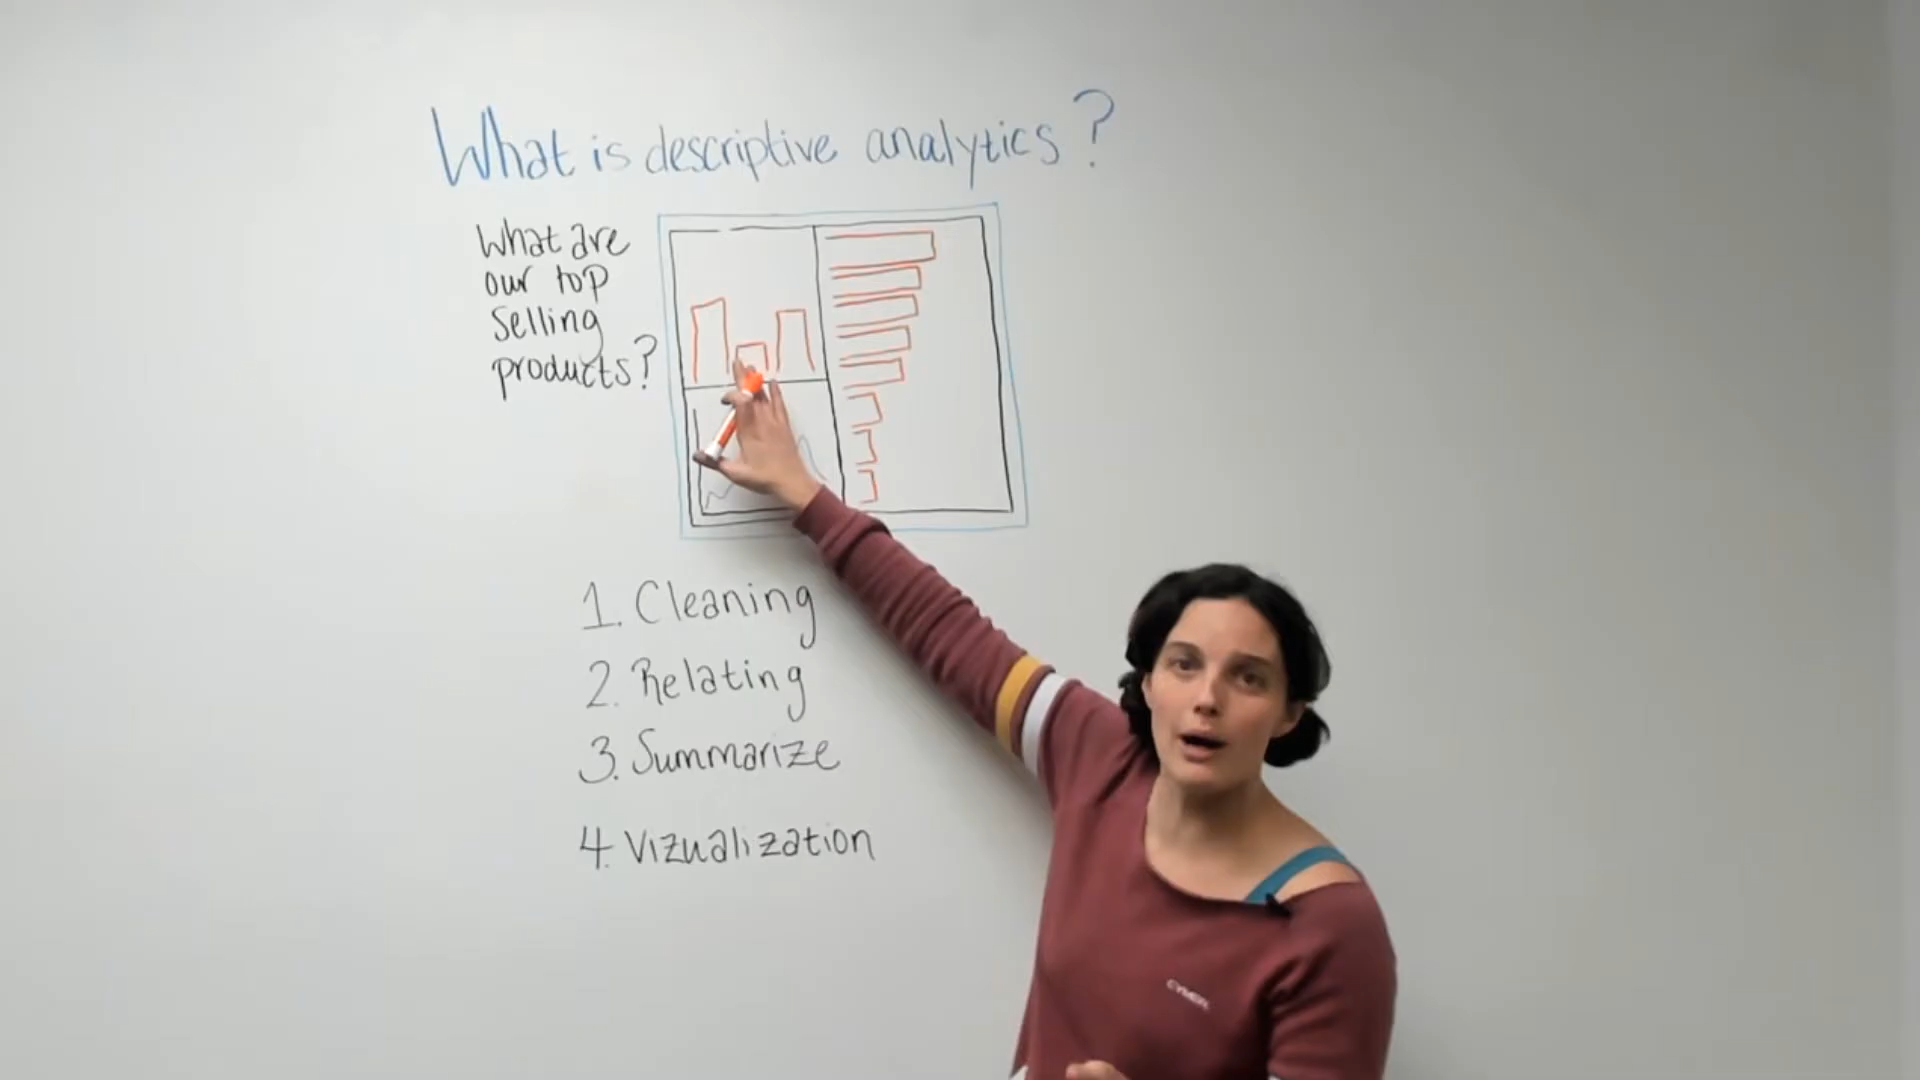 What is descriptive analytics?
What are
our top
selling
products?
1. Cleaning
2. Relating
3. Summarize
4. Vizualization